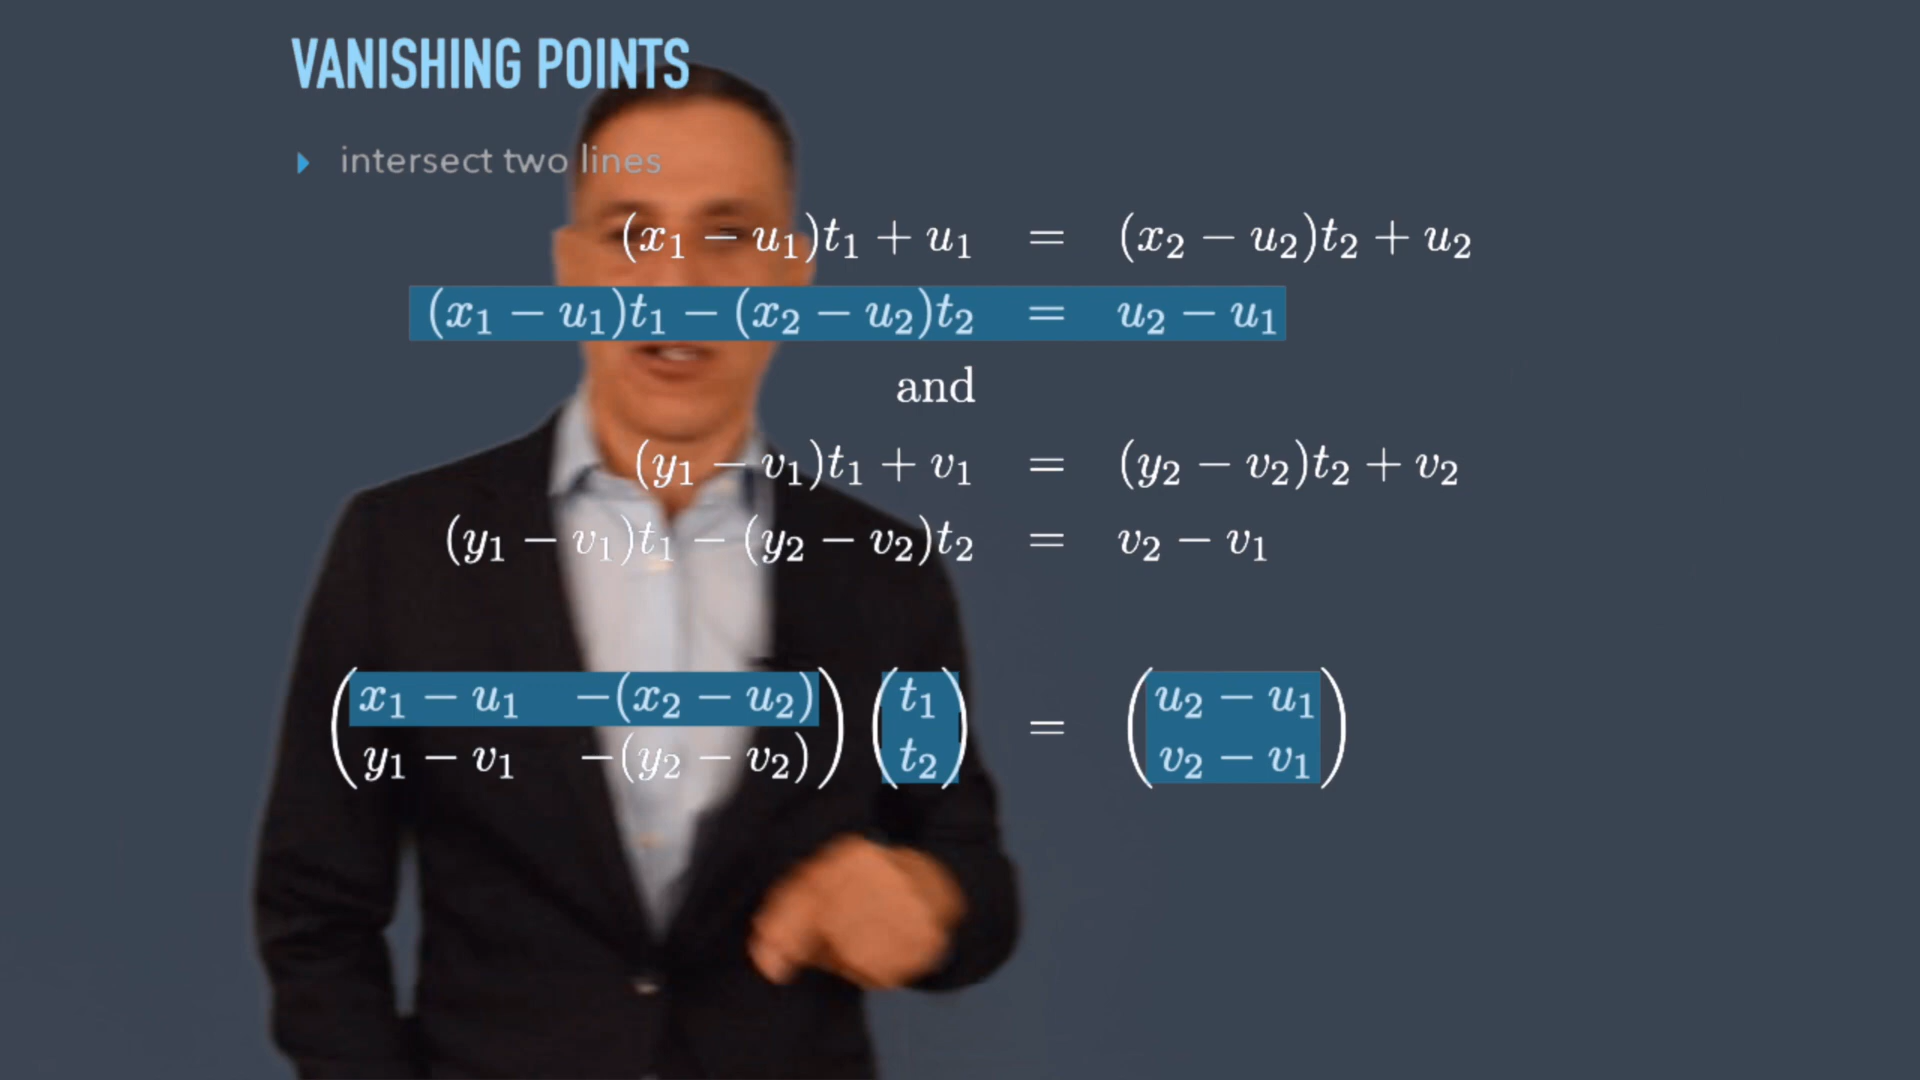 VANISHING POINTS
intersect two lines
(x₁ − u₁)t₁ + u₁ = (x₂ − u₂)t₂ + u₂
(x₁ − u₁)t₁ − (x₂ − u₂)t₂ = u₂ − u₁
and
(y₁ − v₁)t₁ + v₁ = (y₂ − v₂)t₂ + v₂
(y₁ − v₁)t₁ − (y₂ − v₂)t₂ = v₂ − v₁
(x₁ − u₁ −(x₂ − u₂) (t₁ = (u₂ − u₁
y₁ − v₁ −(y₂ − v₂)) t₂) v₂ − v₁)